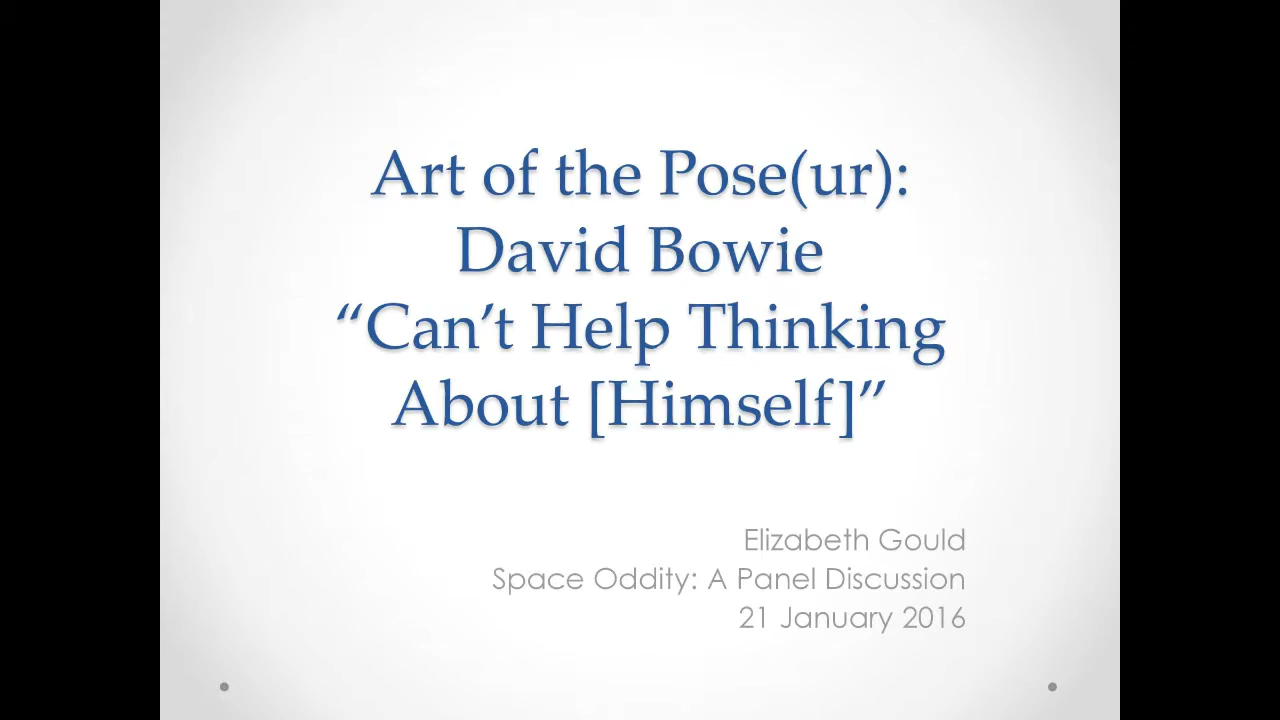 Art of the Pose(ur):
David Bowie
“Can’t Help Thinking
About [Himself]”
Elizabeth Gould
Space Oddity: A Panel Discussion
21 January 2016